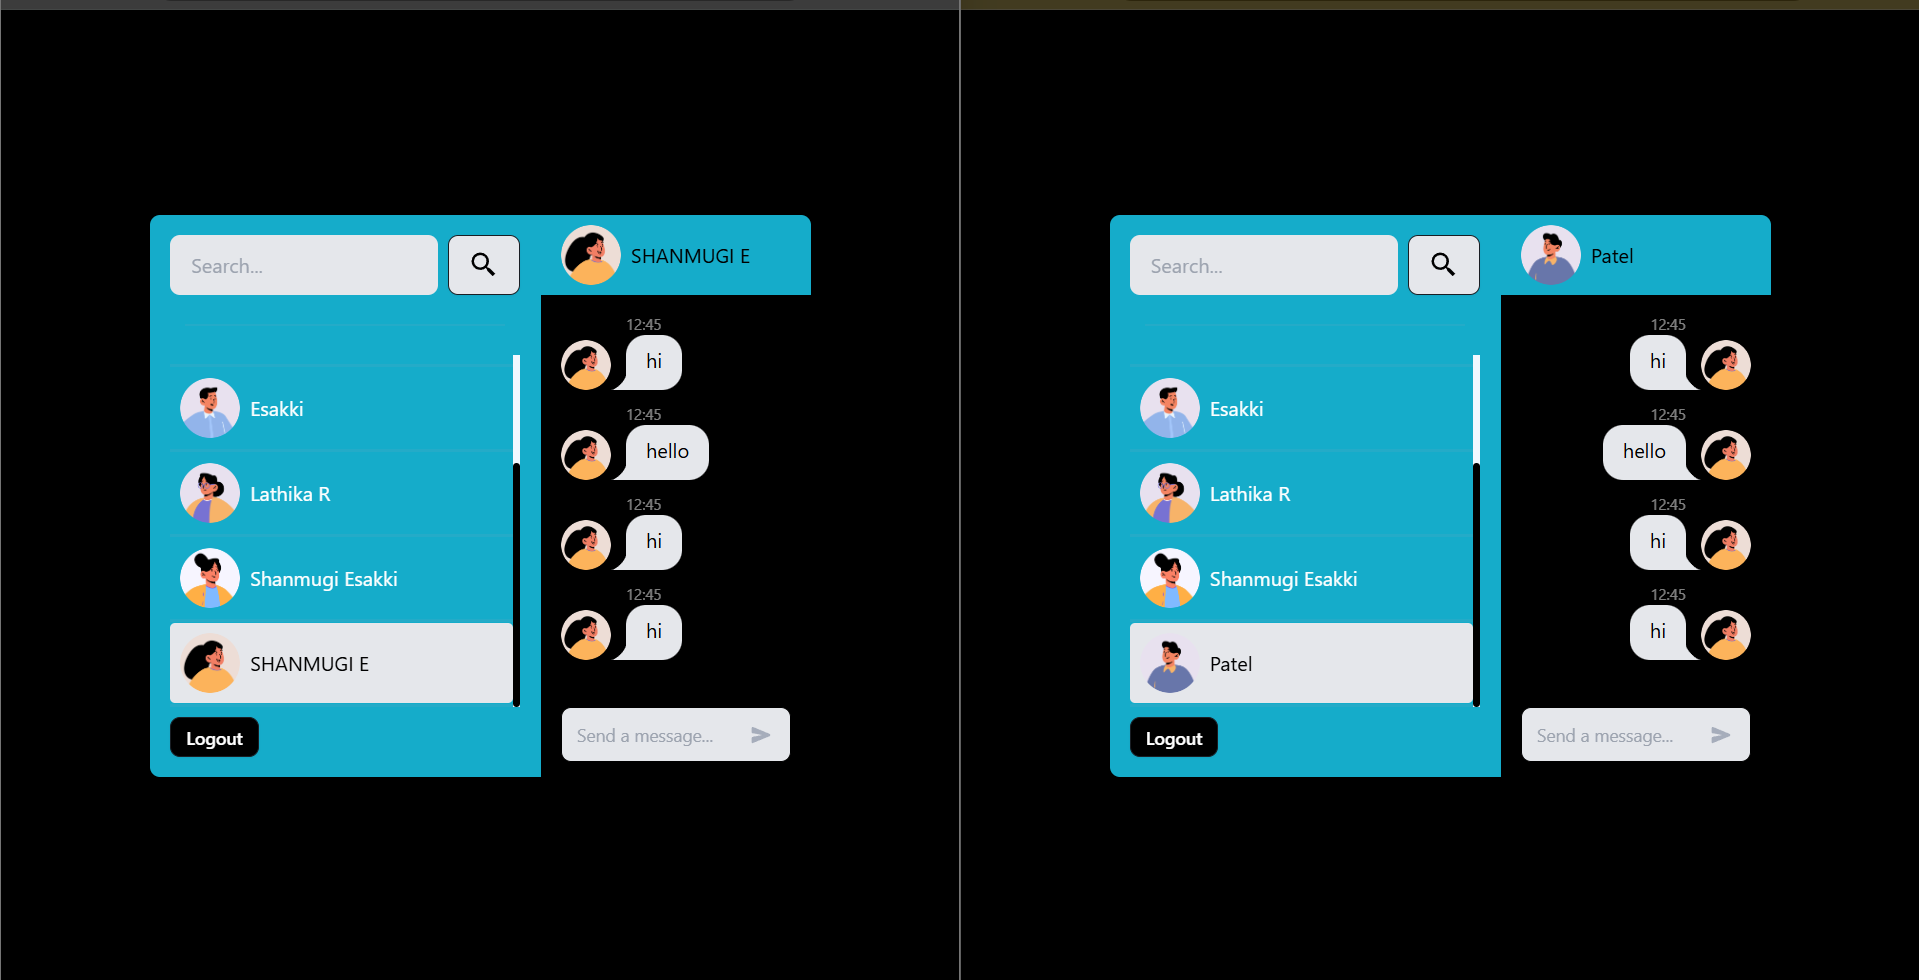 Search...
SHANMUGI E
Esakki
Lathika R
Shanmugi Esakki
SHANMUGI E
Logout
12:45
hi
12:45
hello
12:45
hi
12:45
hi
Send a message...
Search...
Patel
Esakki
Lathika R
Shanmugi Esakki
Patel
Logout
12:45
hi
12:45
hello
12:45
hi
12:45
hi
Send a message...